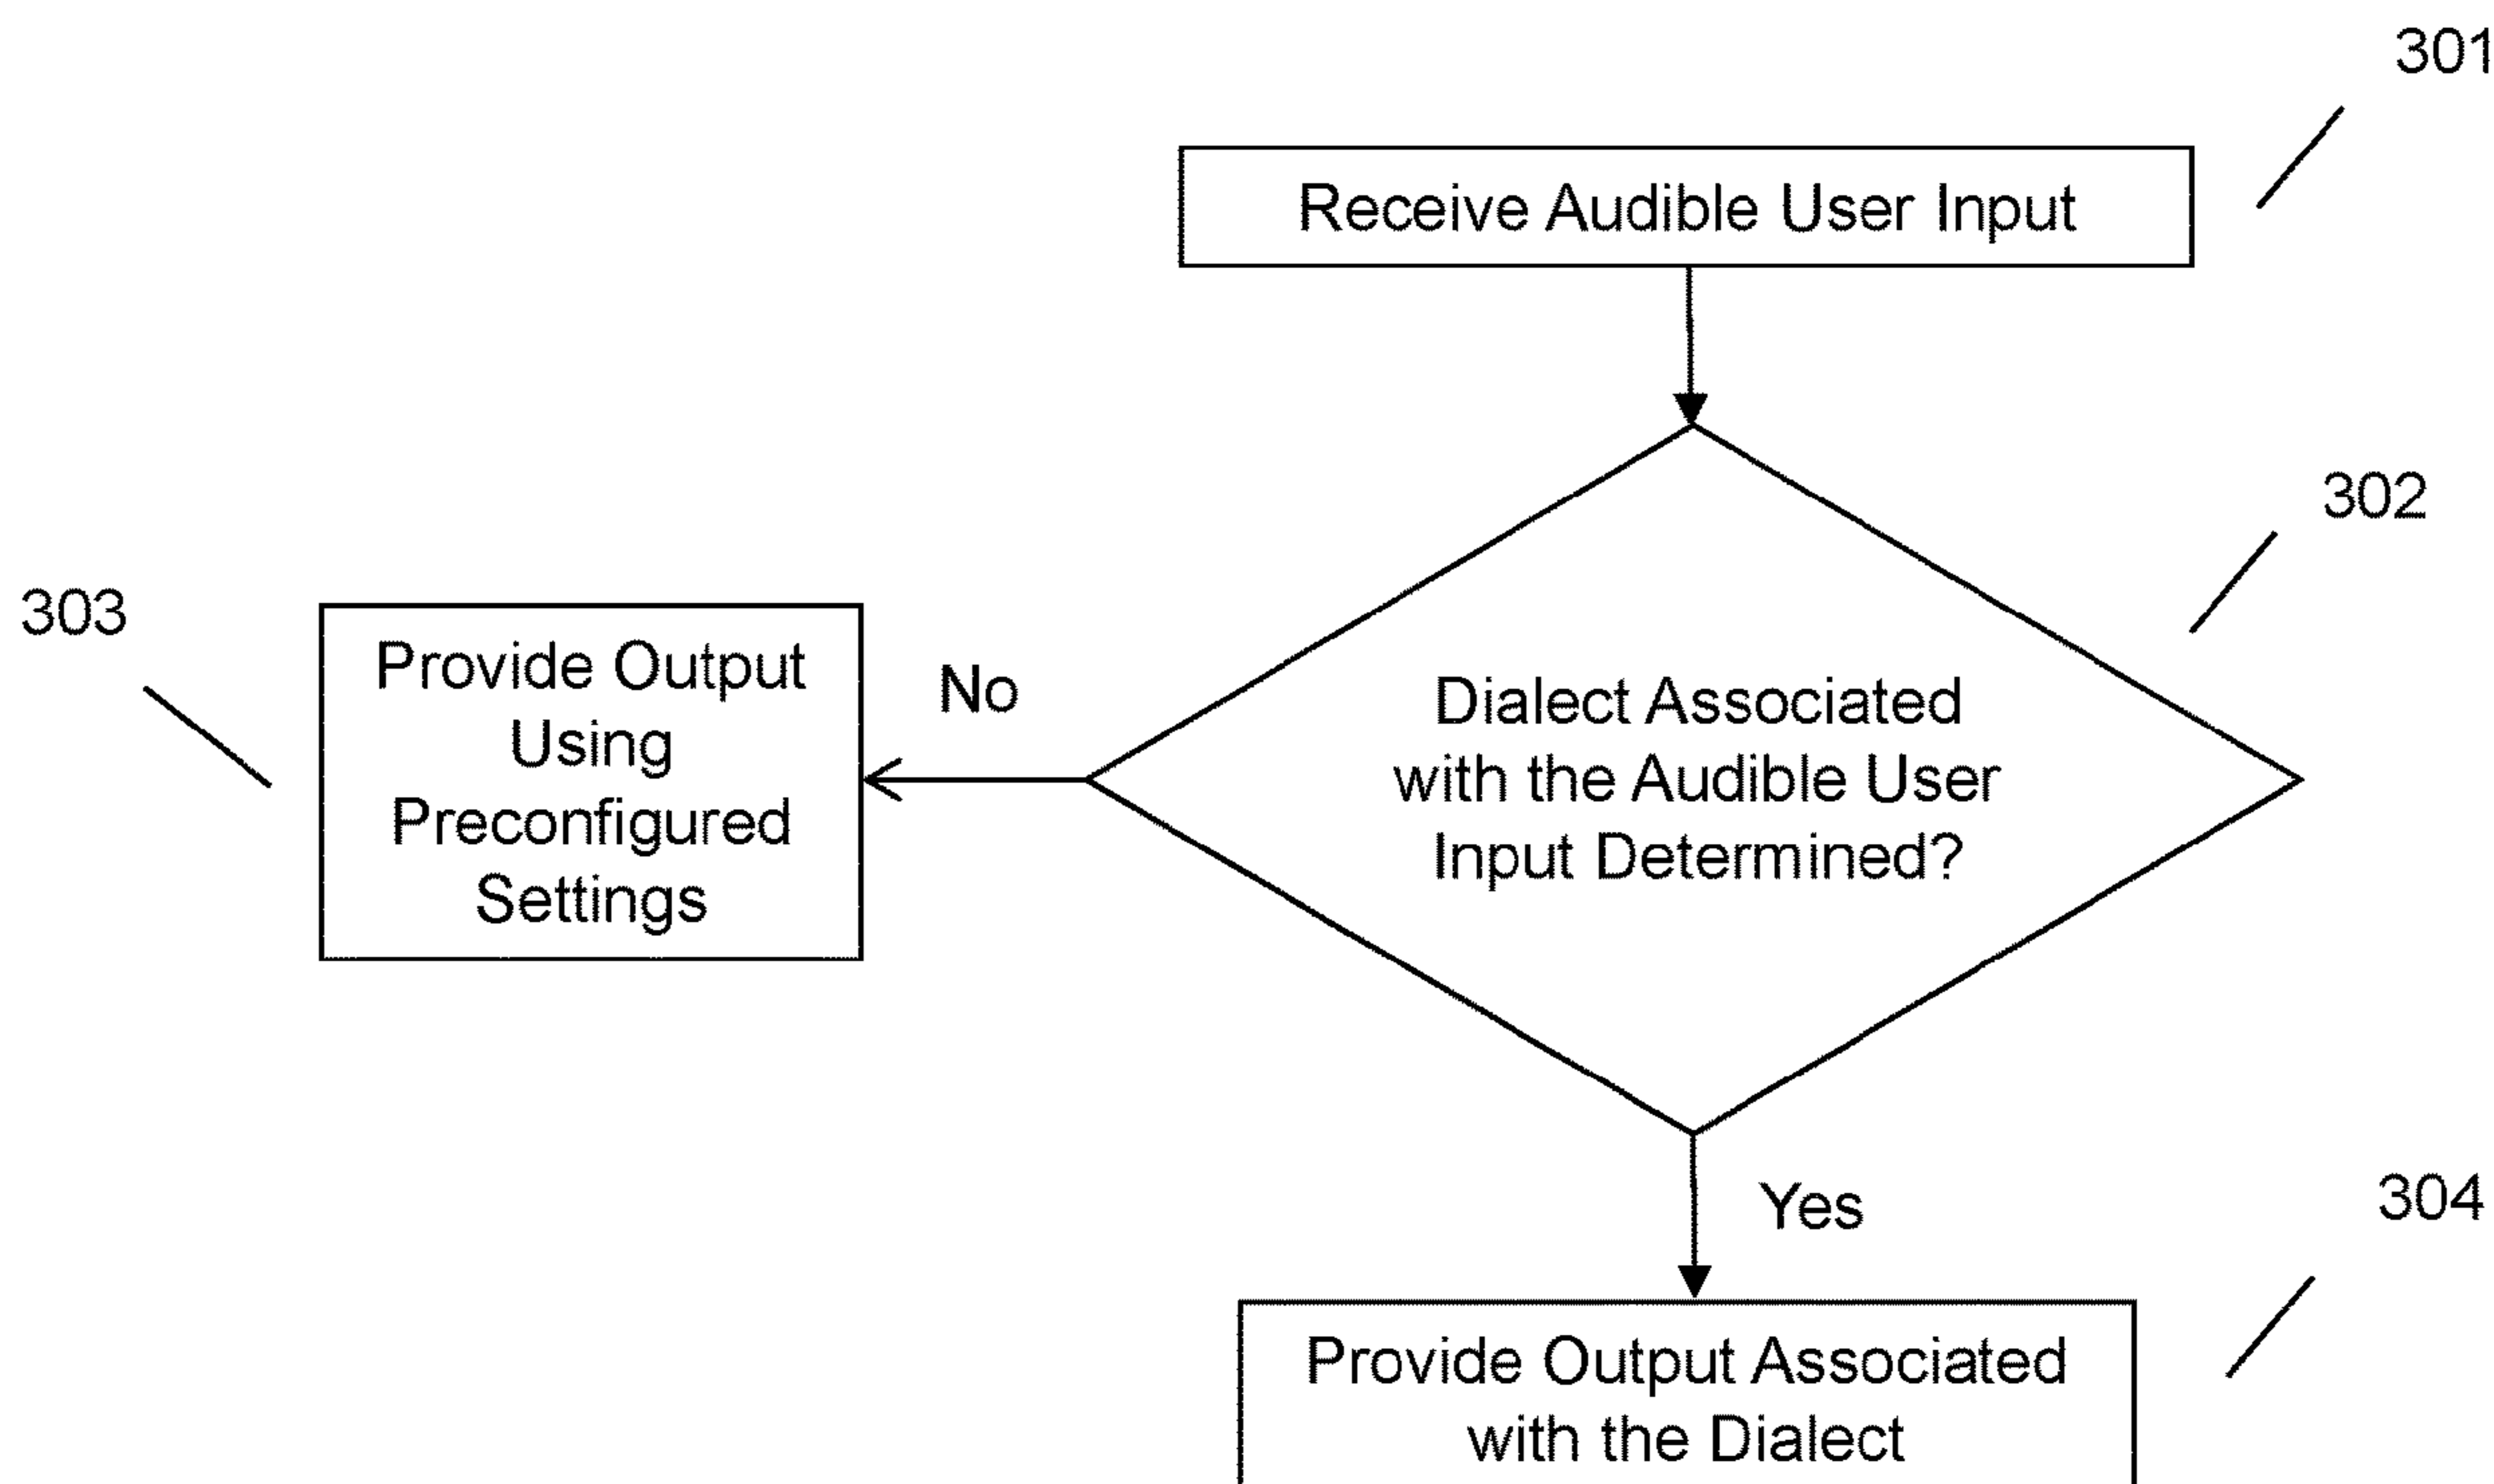 301
Receive Audible User Input
302
303
Provide Output
Using
Preconfigured
Settings
No
Dialect Associated
with the Audible User
Input Determined?
Yes
304
Provide Output Associated
with the Dialect